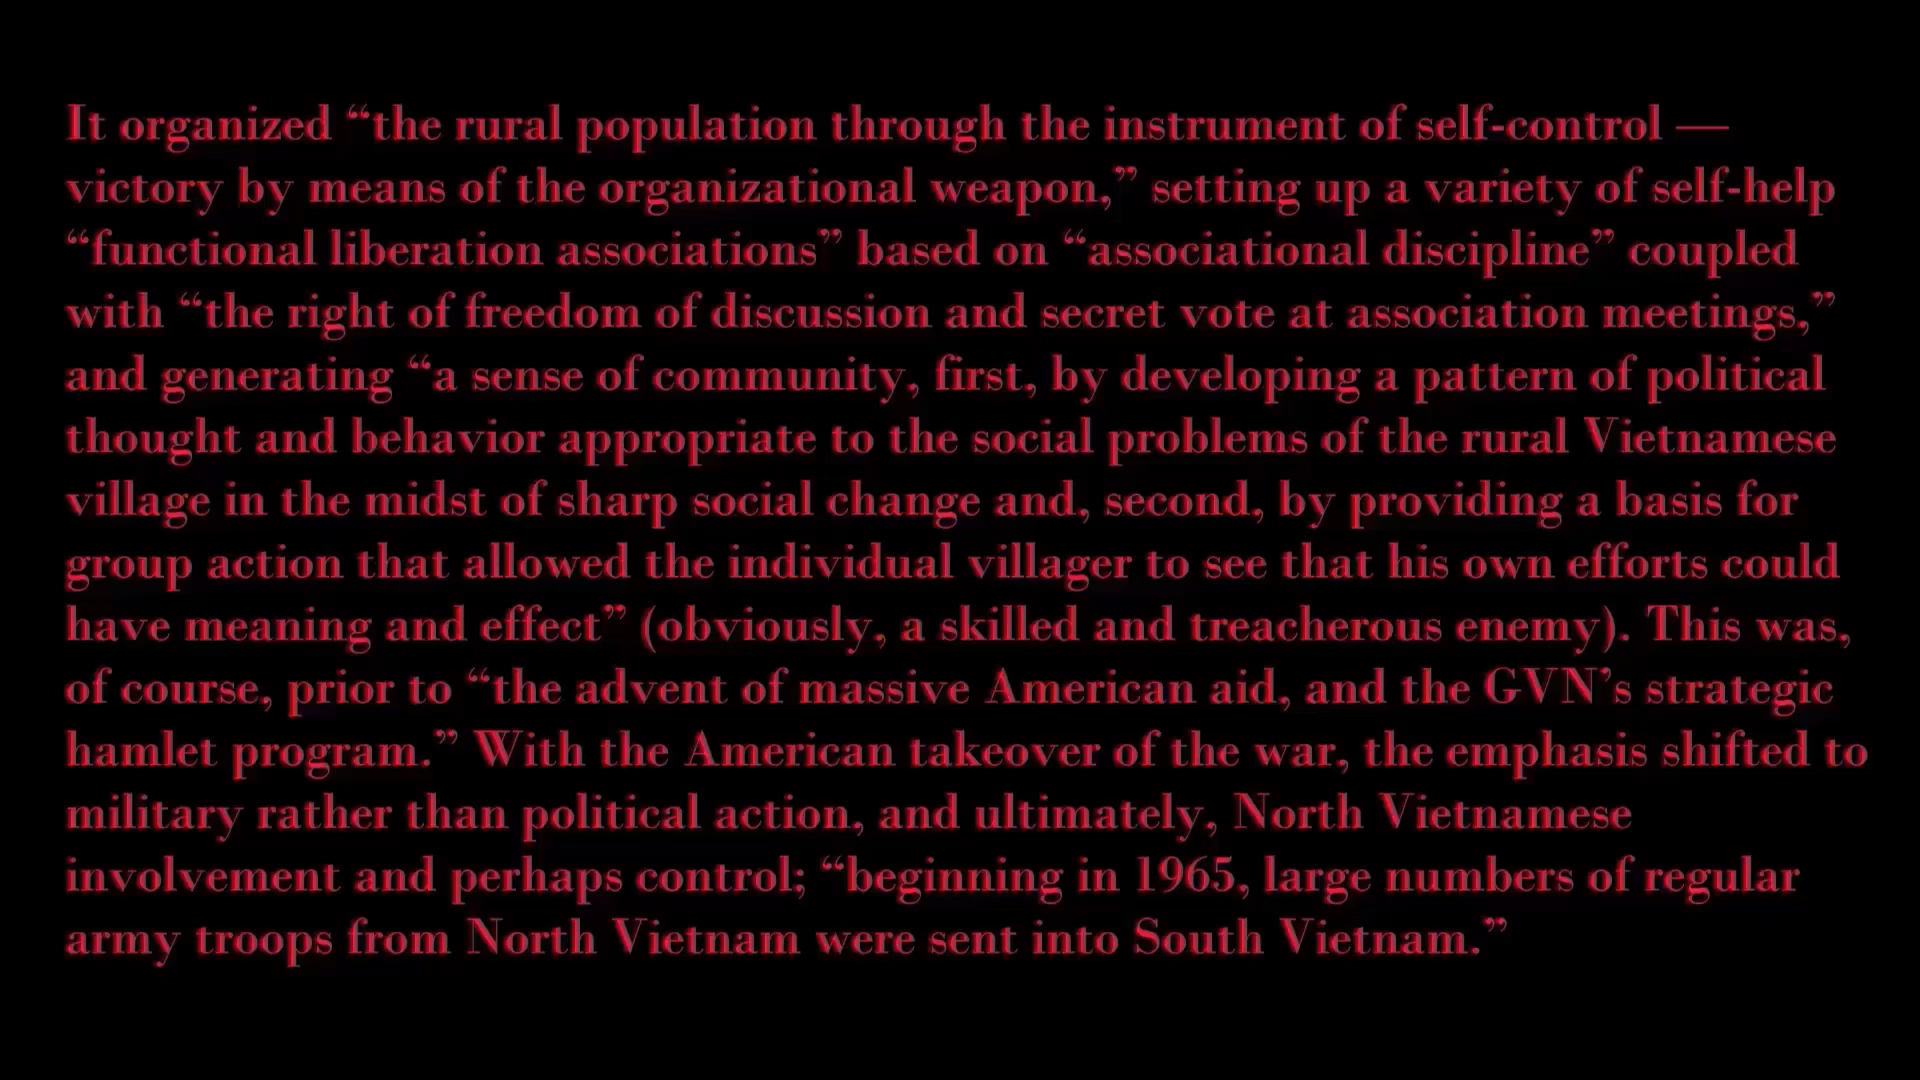 It organized “the rural population through the instrument of self-control —
victory by means of the organizational weapon,” setting up a variety of self-help
“functional liberation associations” based on “associational discipline” coupled
with “the right of freedom of discussion and secret vote at association meetings,”
and generating “a sense of community, first, by developing a pattern of political
thought and behavior appropriate to the social problems of the rural Vietnamese
village in the midst of sharp social change and, second, by providing a basis for
group action that allowed the individual villager to see that his own efforts could
have meaning and effect” (obviously, a skilled and treacherous enemy). This was,
of course, prior to “the advent of massive American aid, and the GVN’s strategic
hamlet program.” With the American takeover of the war, the emphasis shifted to
military rather than political action, and ultimately, North Vietnamese
involvement and perhaps control; “beginning in 1965, large numbers of regular
army troops from North Vietnam were sent into South Vietnam.”